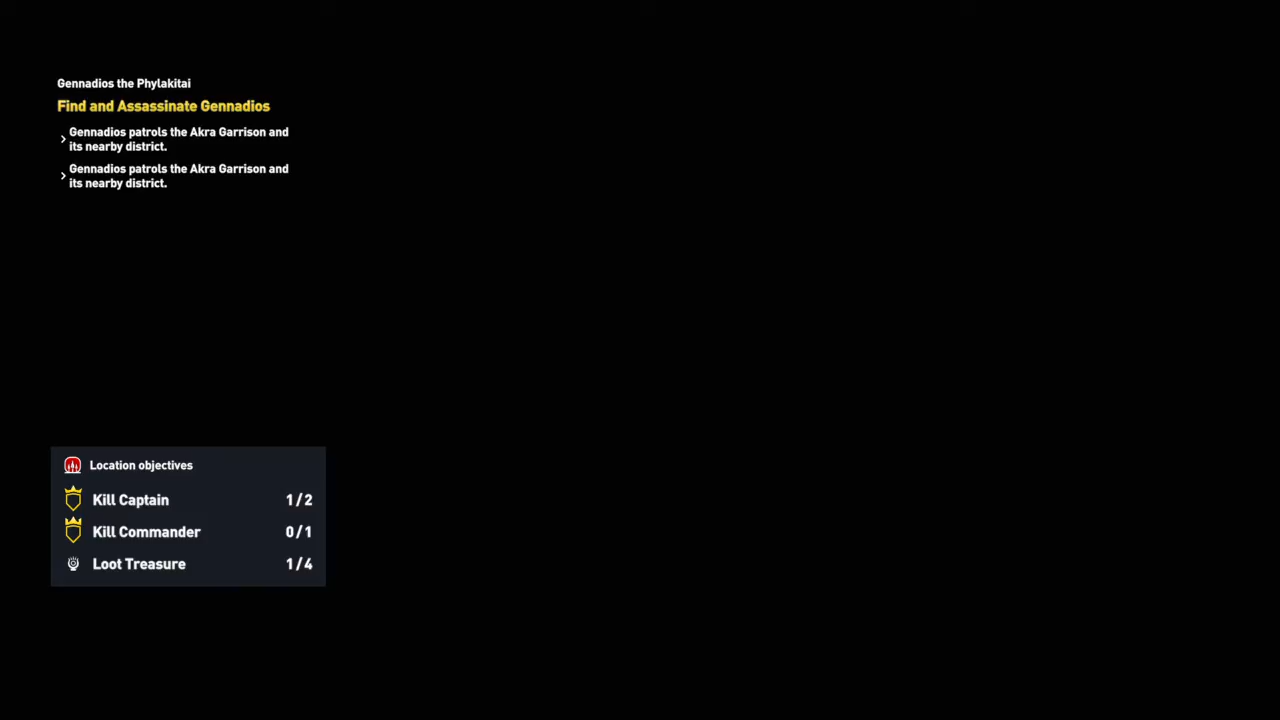 Gennadios the Phylakitai
Find and Assassinate Gennadios
Gennadios patrols the Akra Garrison and
its nearby district.
Gennadios patrols the Akra Garrison and
its nearby district.
Location objectives
Kill Captain 1/2
Kill Commander 0/1
Loot Treasure 1/4